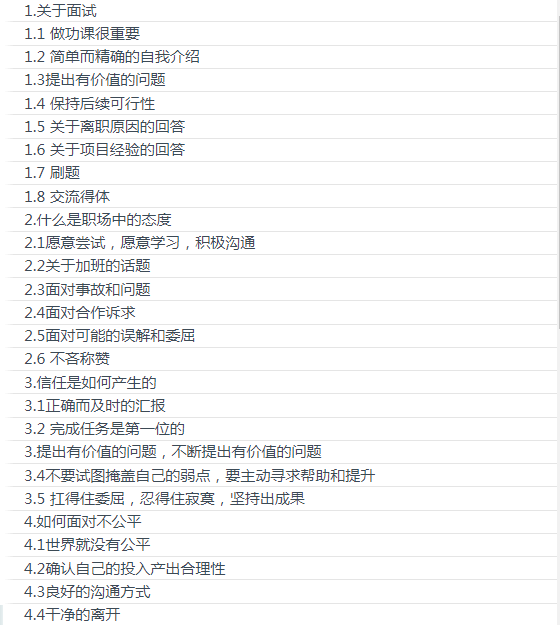 1.关于面试
1.1 做功课很重要
1.2 简单而精确的自我介绍
1.3提出有价值的问题
1.4 保持后续可行性
1.5 关于离职原因的回答
1.6 关于项目经验的回答
1.7 刷题
1.8 交流得体
2.什么是职场中的态度
2.1愿意尝试，愿意学习，积极沟通
2.2关于加班的话题
2.3面对事故和问题
2.4面对合作诉求
2.5面对可能的误解和委屈
2.6 不吝称赞
3.信任是如何产生的
3.1正确而及时的汇报
3.2 完成任务是第一位的
3.提出有价值的问题，不断提出有价值的问题
3.4不要试图掩盖自己的弱点，要主动寻求帮助和提升
3.5 扛得住委屈，忍得住寂寞，坚持出成果
4.如何面对不公平
4.1世界就没有公平
4.2确认自己的投入产出合理性
4.3良好的沟通方式
4.4干净的离开